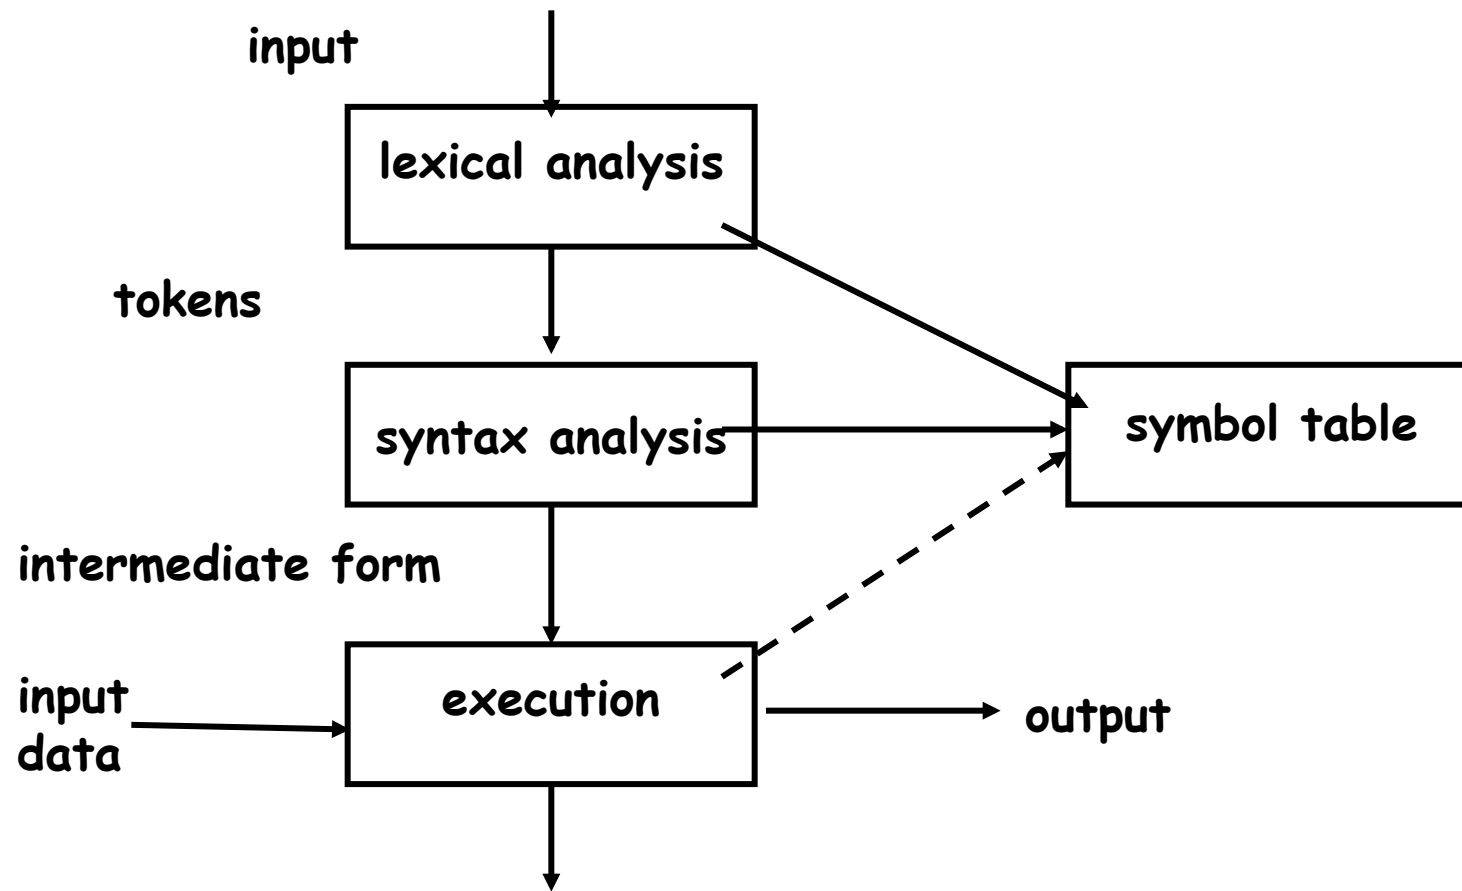 input
lexical analysis
tokens
syntax analysis
symbol table
intermediate form
input
data
execution
output